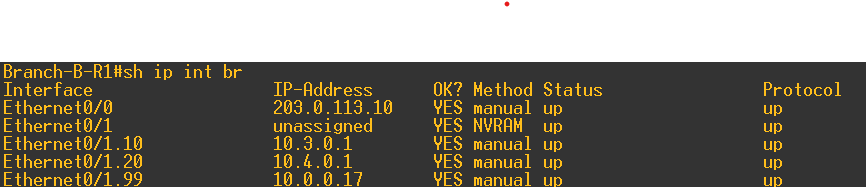 Branch-B-R1#sh ip int br
Interface                  IP-Address      OK? Method Status                Protocol
Ethernet0/0                203.0.113.10    YES manual up                    up
Ethernet0/1                unassigned      YES NVRAM  up                    up
Ethernet0/1.10             10.3.0.1        YES manual up                    up
Ethernet0/1.20             10.4.0.1        YES manual up                    up
Ethernet0/1.99             10.0.0.17       YES manual up                    up